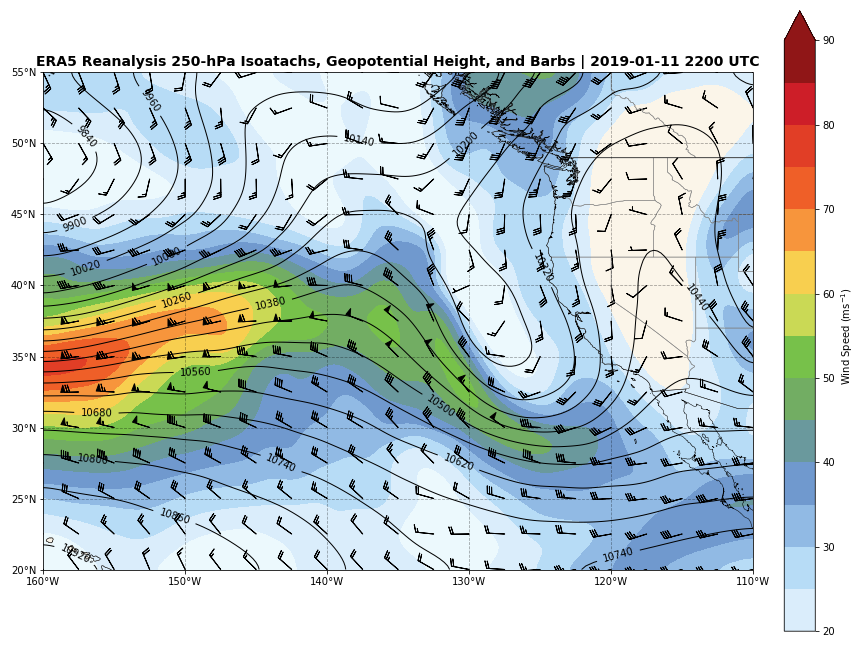 ERA5 Reanalysis 250-hPa Isoatachs, Geopotential Height, and Barbs | 2019-01-11 2200 UTC
55°N
50°N
45°N
40°N
35°N
30°N
25°N
20°N
160°W
150°W
140°W
130°W
120°W
110°W
9960
9840
9900
10020
10080
10140
10200
10260
10380
10320
10440
10560
10500
10680
10620
10800
10740
10860
10920
10740
90
80
70
60
50
40
30
20
Wind Speed (ms⁻¹)